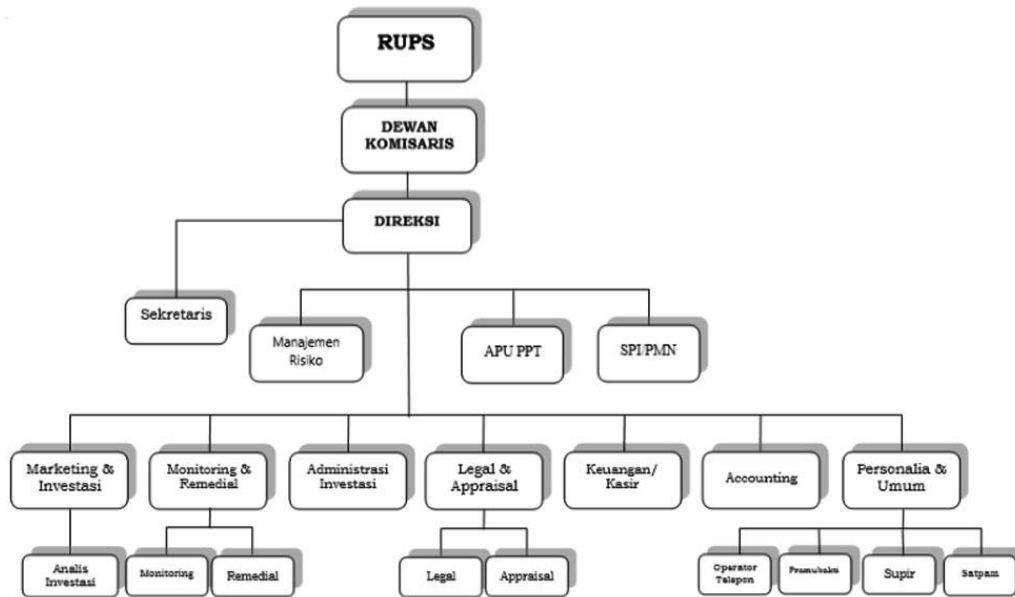 RUPS
DEWAN
KOMISARIS
DIREKSI
Sekretaris
Manajemen
Risiko
APU PPT
SPI/PMN
Marketing &
Investasi
Monitoring &
Remedial
Administrasi
Investasi
Legal &
Appraisal
Keuangan/
Kasir
Accounting
Personalia &
Umum
Analis
Investasi
Monitoring
Remedial
Legal
Appraisal
Operator
Telepon
Pramubakti
Supir
Satpam